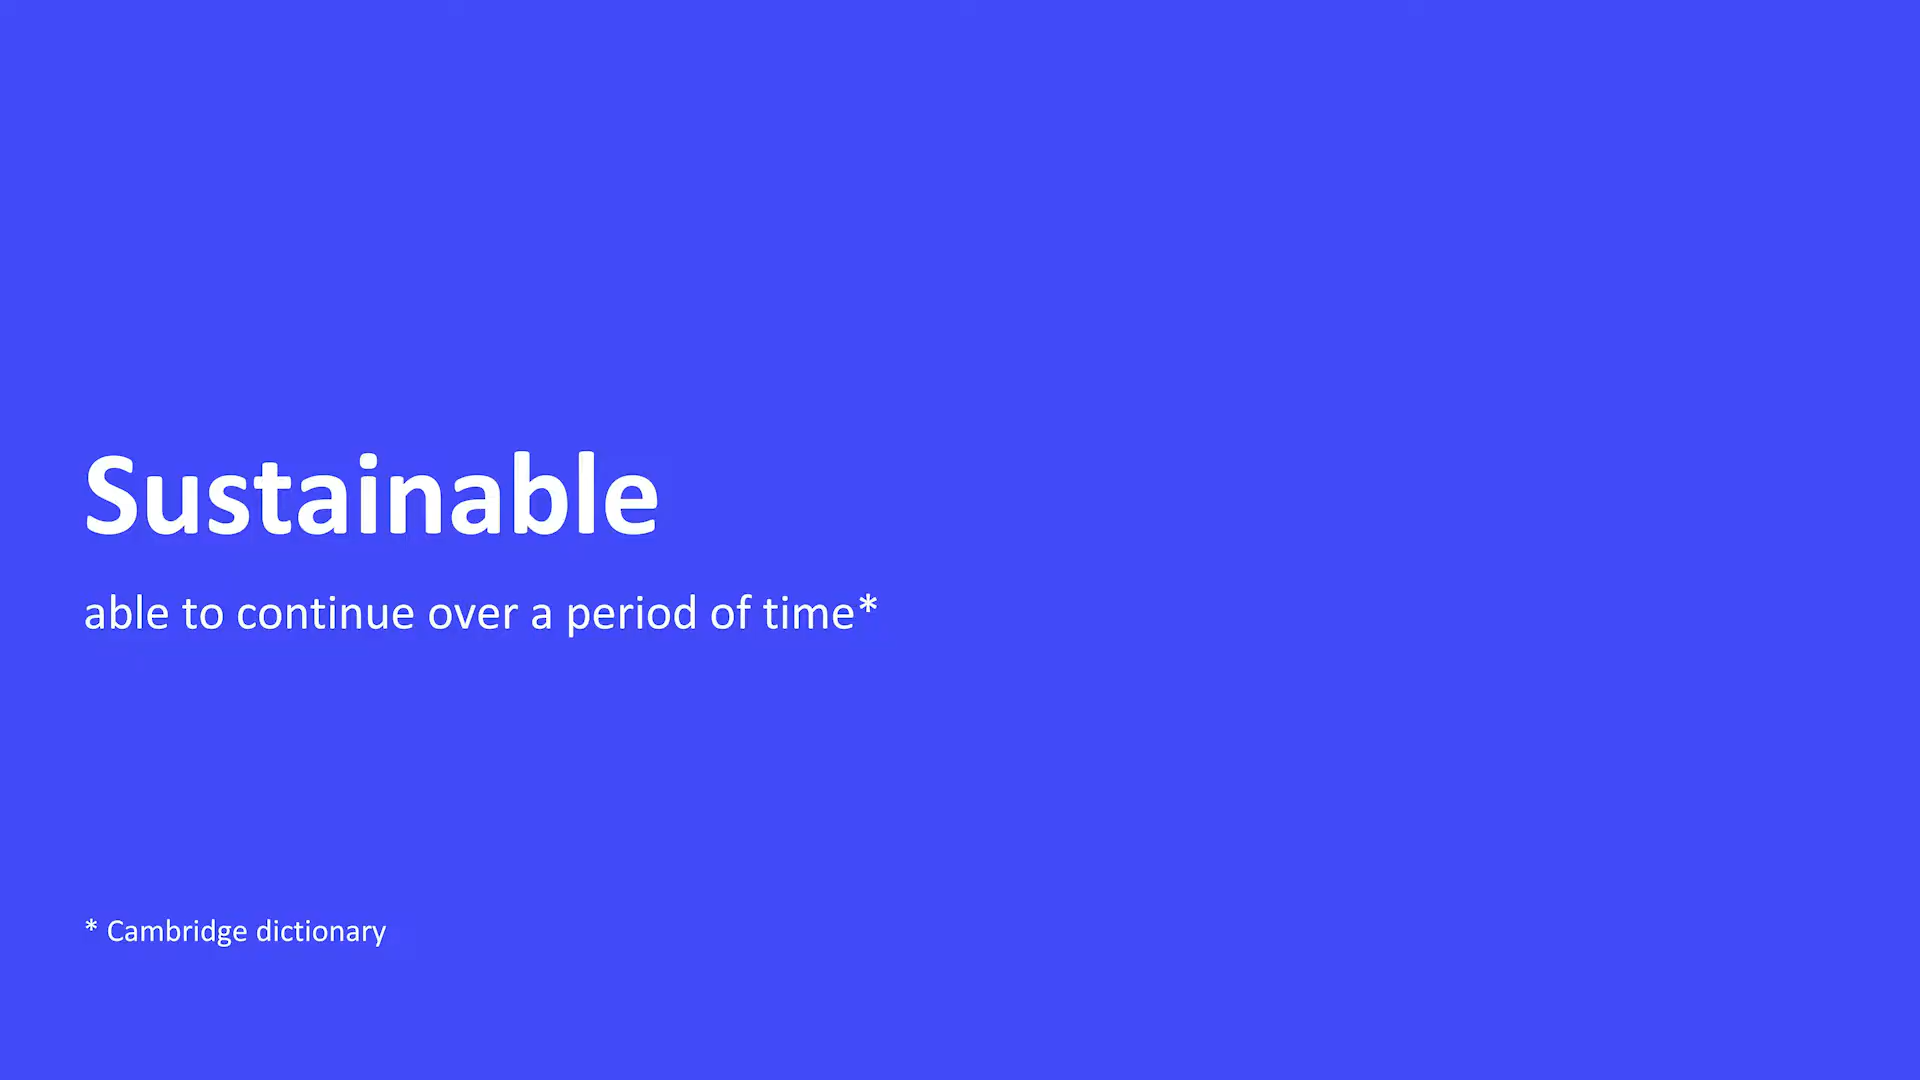 Sustainable
able to continue over a period of time*
* Cambridge dictionary